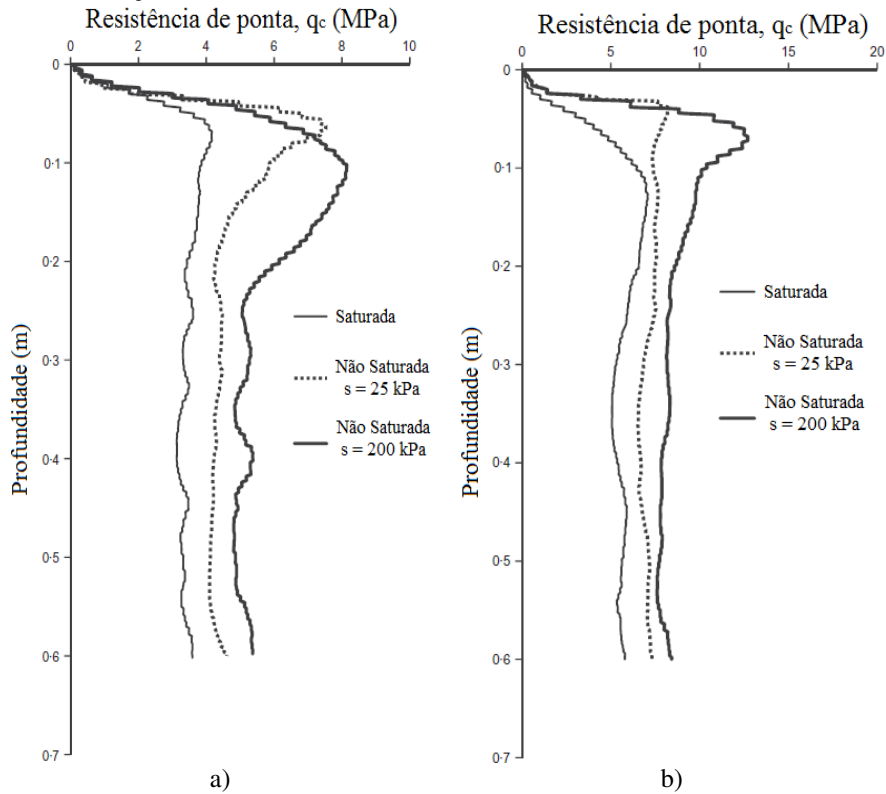 Resistência de ponta, qc (MPa)
0 2 4 6 8 10
0
0·1
0·2
0·3
0·4
0·5
0·6
0·7
Profundidade (m)
Saturada
Não Saturada
s = 25 kPa
Não Saturada
s = 200 kPa
a)
Resistência de ponta, qc (MPa)
0 5 10 15 20
0
0·1
0·2
0·3
0·4
0·5
0·6
0·7
Profundidade (m)
Saturada
Não Saturada
s = 25 kPa
Não Saturada
s = 200 kPa
b)